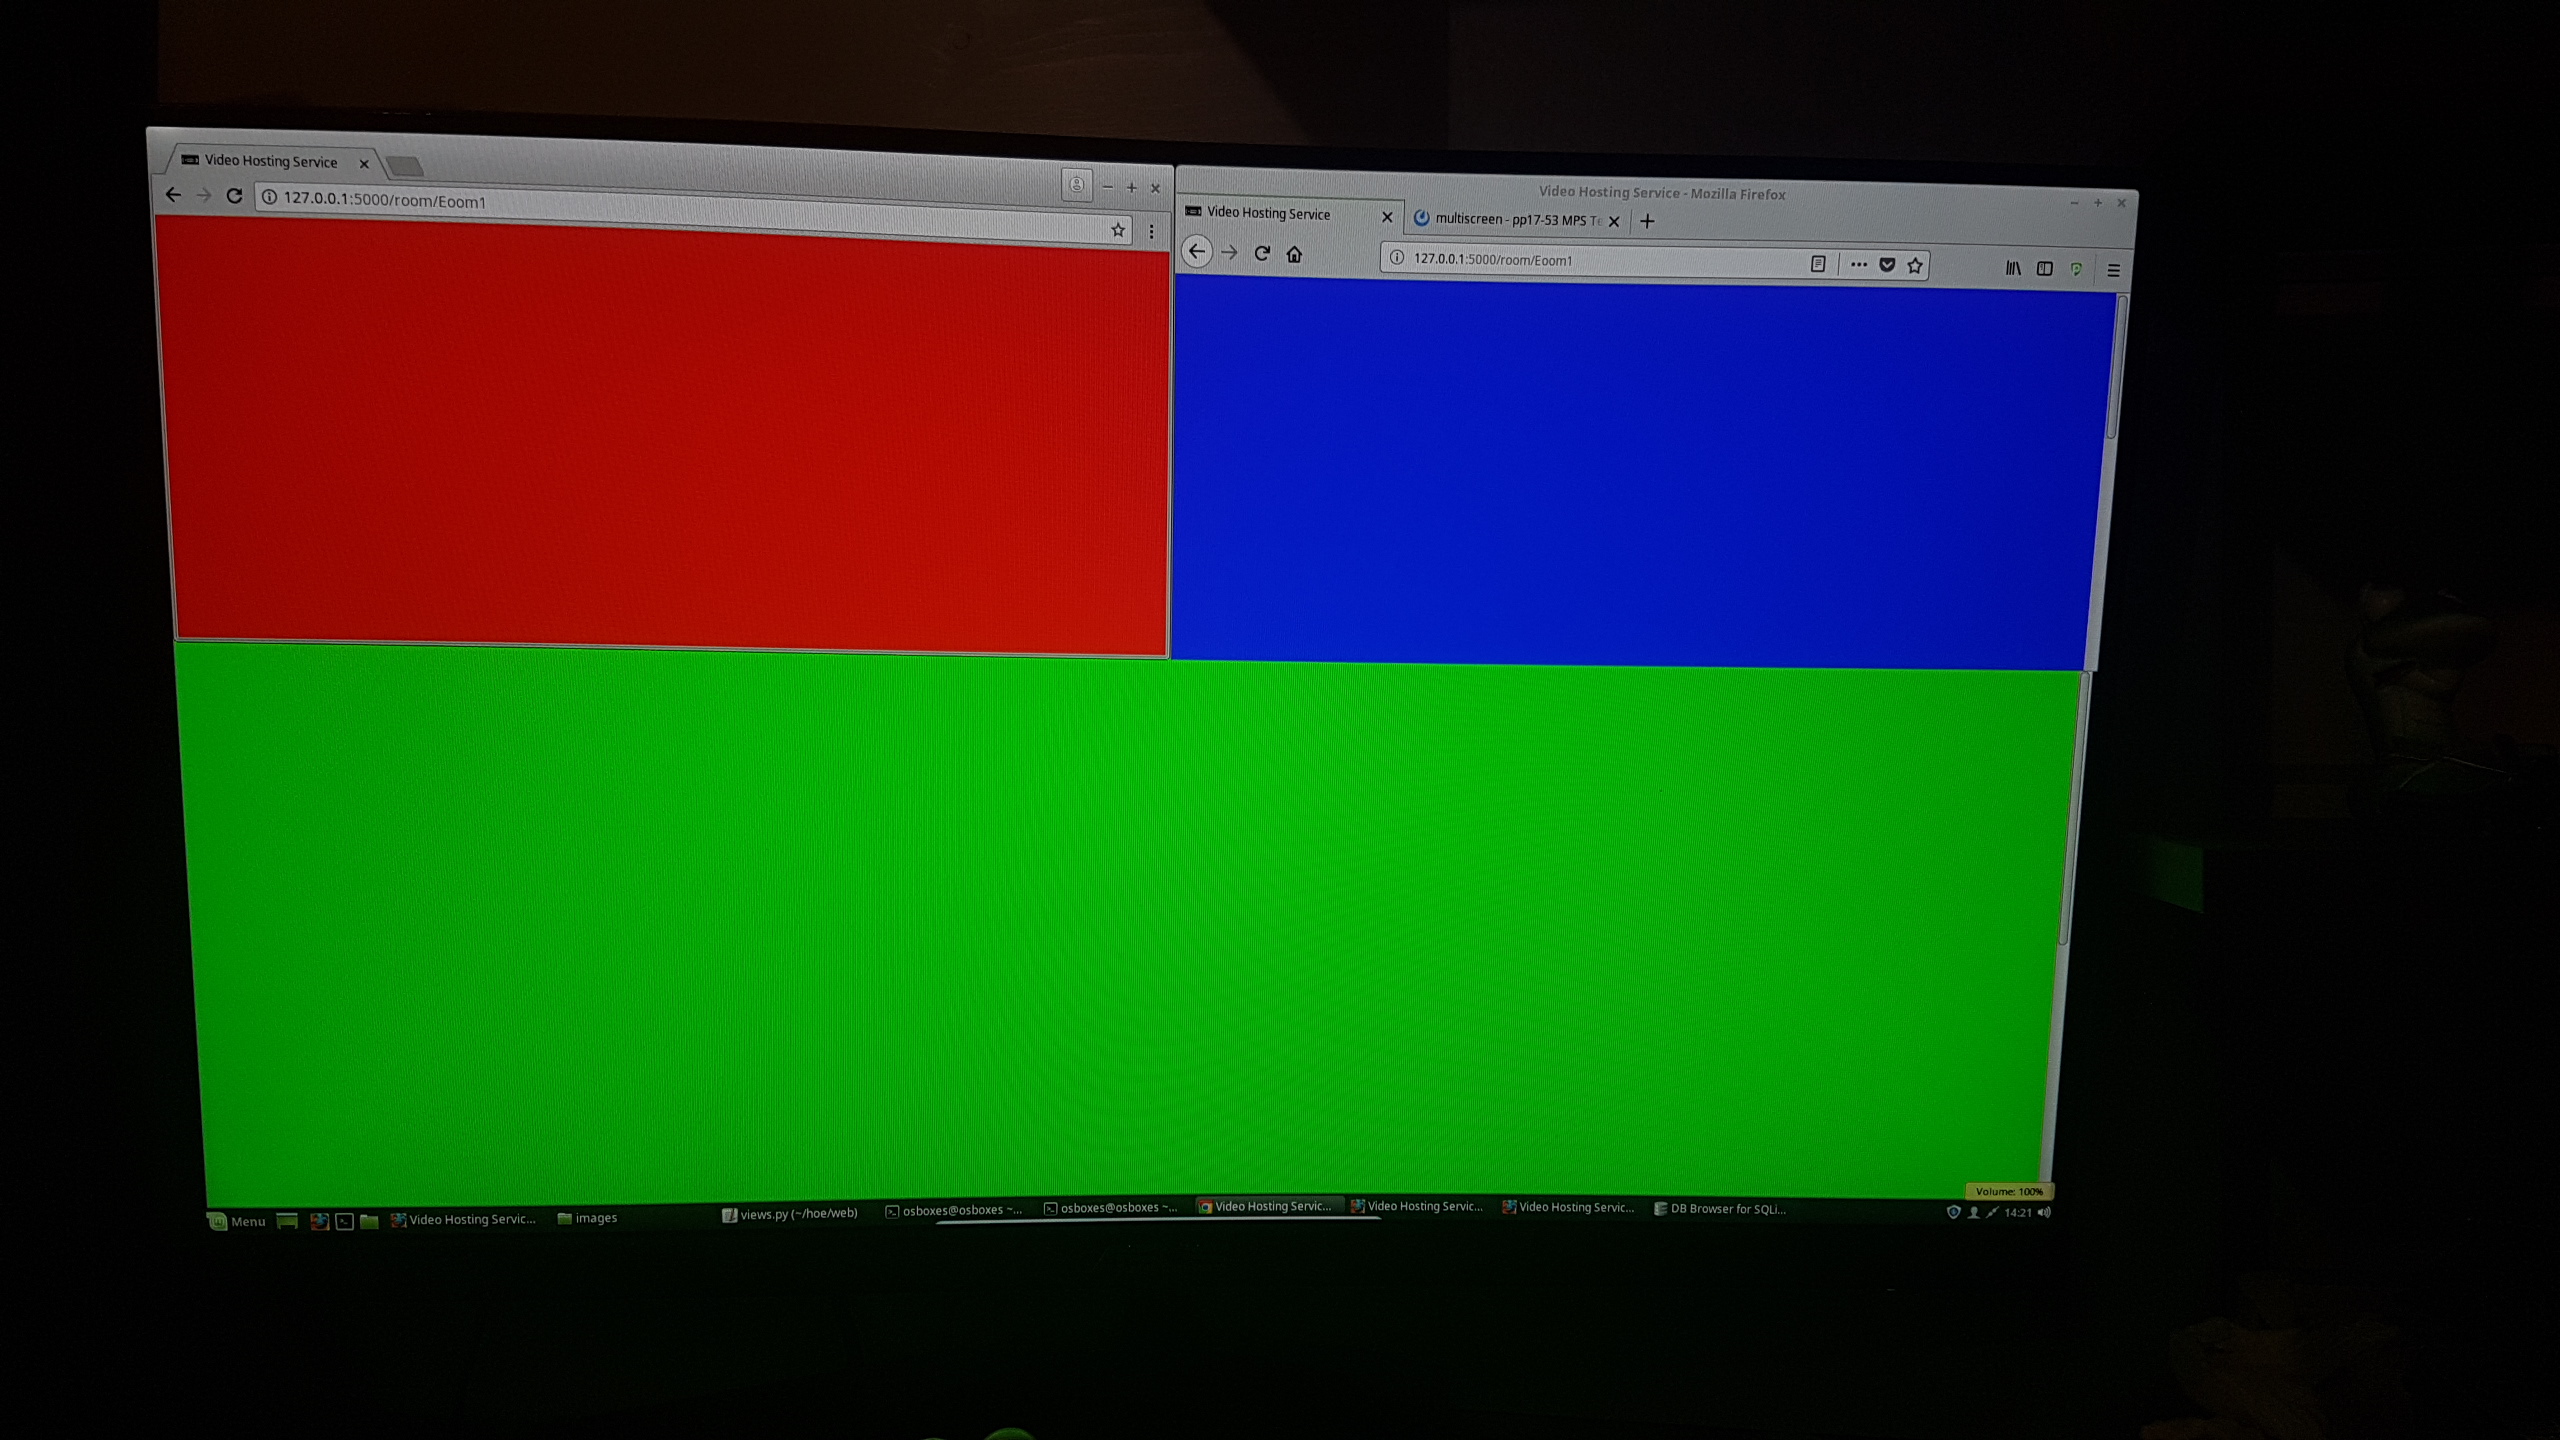 Video Hosting Service
127.0.0.1:5000/room/Eoom1
Video Hosting Service - Mozilla Firefox
Video Hosting Service
multiscreen - pp17-53 MPS Te
127.0.0.1:5000/room/Eoom1
Volume: 100%
Menu
Video Hosting Servic...
images
views.py (~/hoe/web)
osboxes@osboxes ~...
osboxes@osboxes ~...
Video Hosting Servic...
Video Hosting Servic...
Video Hosting Servic...
DB Browser for SQLi...
14:21